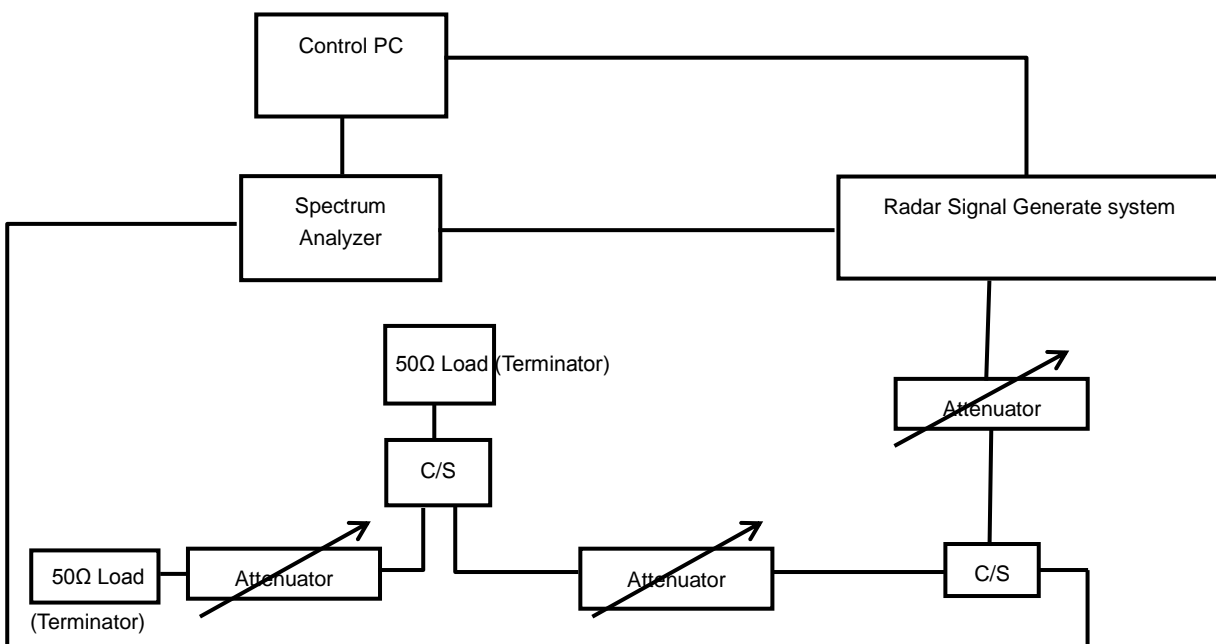 Control PC
Spectrum
Analyzer
Radar Signal Generate system
50Ω Load (Terminator)
Attenuator
C/S
50Ω Load
(Terminator)
Attenuator
Attenuator
C/S